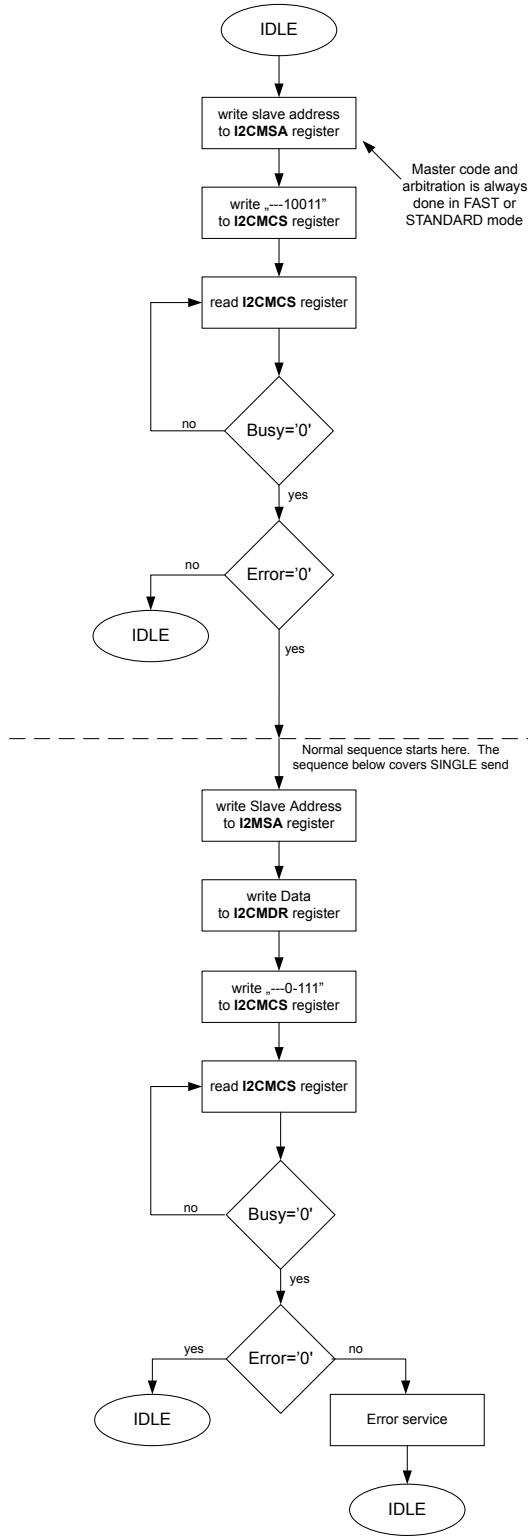 IDLE
write slave address
to I2CMSA register
Master code and
arbitration is always
done in FAST or
STANDARD mode
write „---10011”
to I2CMCS register
read I2CMCS register
Busy=’0'
no
yes
Error=’0'
no
IDLE
yes
Normal sequence starts here. The
sequence below covers SINGLE send
write Slave Address
to I2MSA register
write Data
to I2CMDR register
write „---0-111”
to I2CMCS register
read I2CMCS register
Busy=’0'
no
yes
Error=’0'
yes
no
IDLE
Error service
IDLE